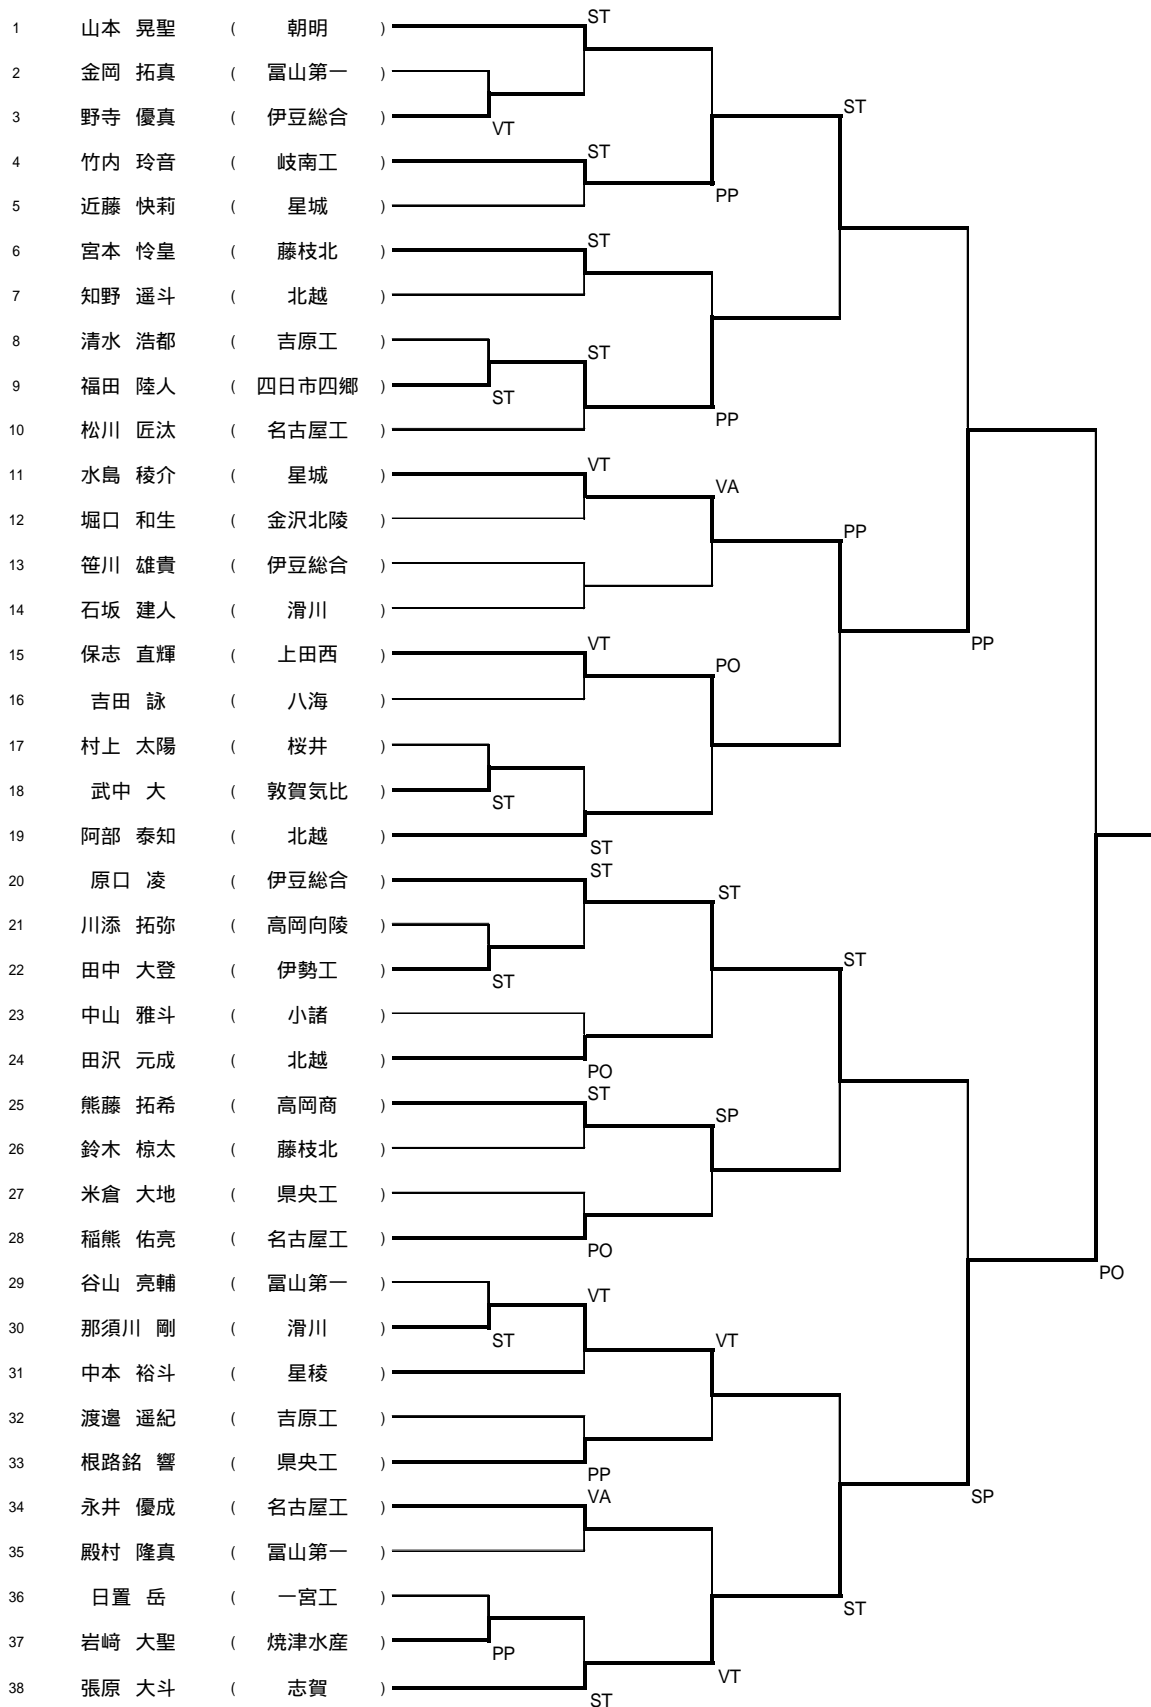 1 山本 晃聖 ( 朝明 ) ST
2 金岡 拓真 ( 冨山第一 )
3 野寺 優真 ( 伊豆総合 ) VT ST
4 竹内 玲音 ( 岐南工 ) ST PP
5 近藤 快莉 ( 星城 )
6 宮本 怜皇 ( 藤枝北 ) ST
7 知野 遥斗 ( 北越 )
8 清水 浩都 ( 吉原工 ) ST
9 福田 陸人 ( 四日市四郷 ) ST PP
10 松川 匠汰 ( 名古屋工 )
11 水島 稜介 ( 星城 ) VT VA
12 堀口 和生 ( 金沢北陵 ) PP
13 笹川 雄貴 ( 伊豆総合 )
14 石坂 建人 ( 滑川 )
15 保志 直輝 ( 上田西 ) VT PO PP
16 吉田 詠 ( 八海 )
17 村上 太陽 ( 桜井 )
18 武中 大 ( 敦賀気比 ) ST
19 阿部 泰知 ( 北越 ) ST
20 原口 凌 ( 伊豆総合 ) ST ST
21 川添 拓弥 ( 高岡向陵 )
22 田中 大登 ( 伊勢工 ) ST ST
23 中山 雅斗 ( 小諸 )
24 田沢 元成 ( 北越 ) PO
25 熊藤 拓希 ( 高岡商 ) ST SP
26 鈴木 椋太 ( 藤枝北 )
27 米倉 大地 ( 県央工 )
28 稲熊 佑亮 ( 名古屋工 ) PO
29 谷山 亮輔 ( 冨山第一 ) VT PO
30 那須川 剛 ( 滑川 ) ST VT
31 中本 裕斗 ( 星稜 )
32 渡邉 遥紀 ( 吉原工 )
33 根路銘 響 ( 県央工 ) PP
34 永井 優成 ( 名古屋工 ) VA SP
35 殿村 隆真 ( 冨山第一 )
36 日置 岳 ( 一宮工 ) ST
37 岩﨑 大聖 ( 焼津水産 ) PP
38 張原 大斗 ( 志賀 ) ST VT